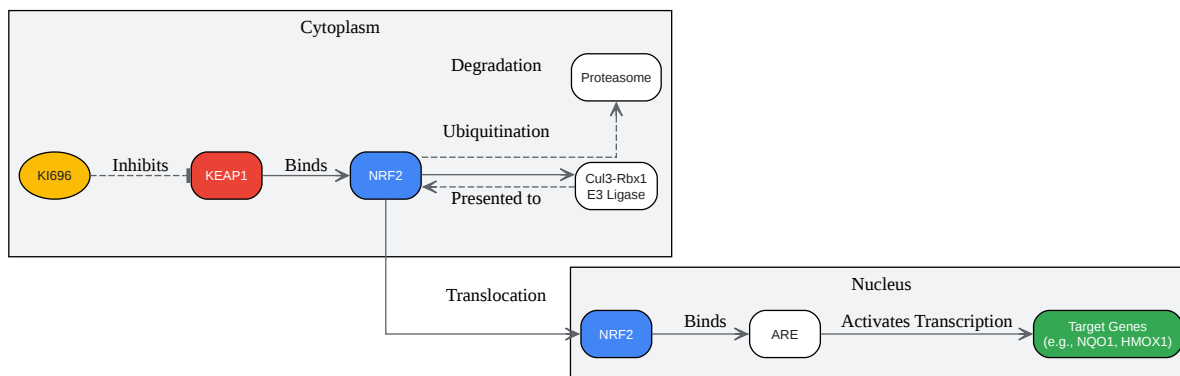 Cytoplasm
Degradation
Proteasome
Ubiquitination
KI696
Inhibits
KEAP1
Binds
NRF2
Cul3-Rbx1
E3 Ligase
Presented to
Translocation
Nucleus
NRF2
Binds
ARE
Activates Transcription
Target Genes
(e.g., NQO1, HMOX1)